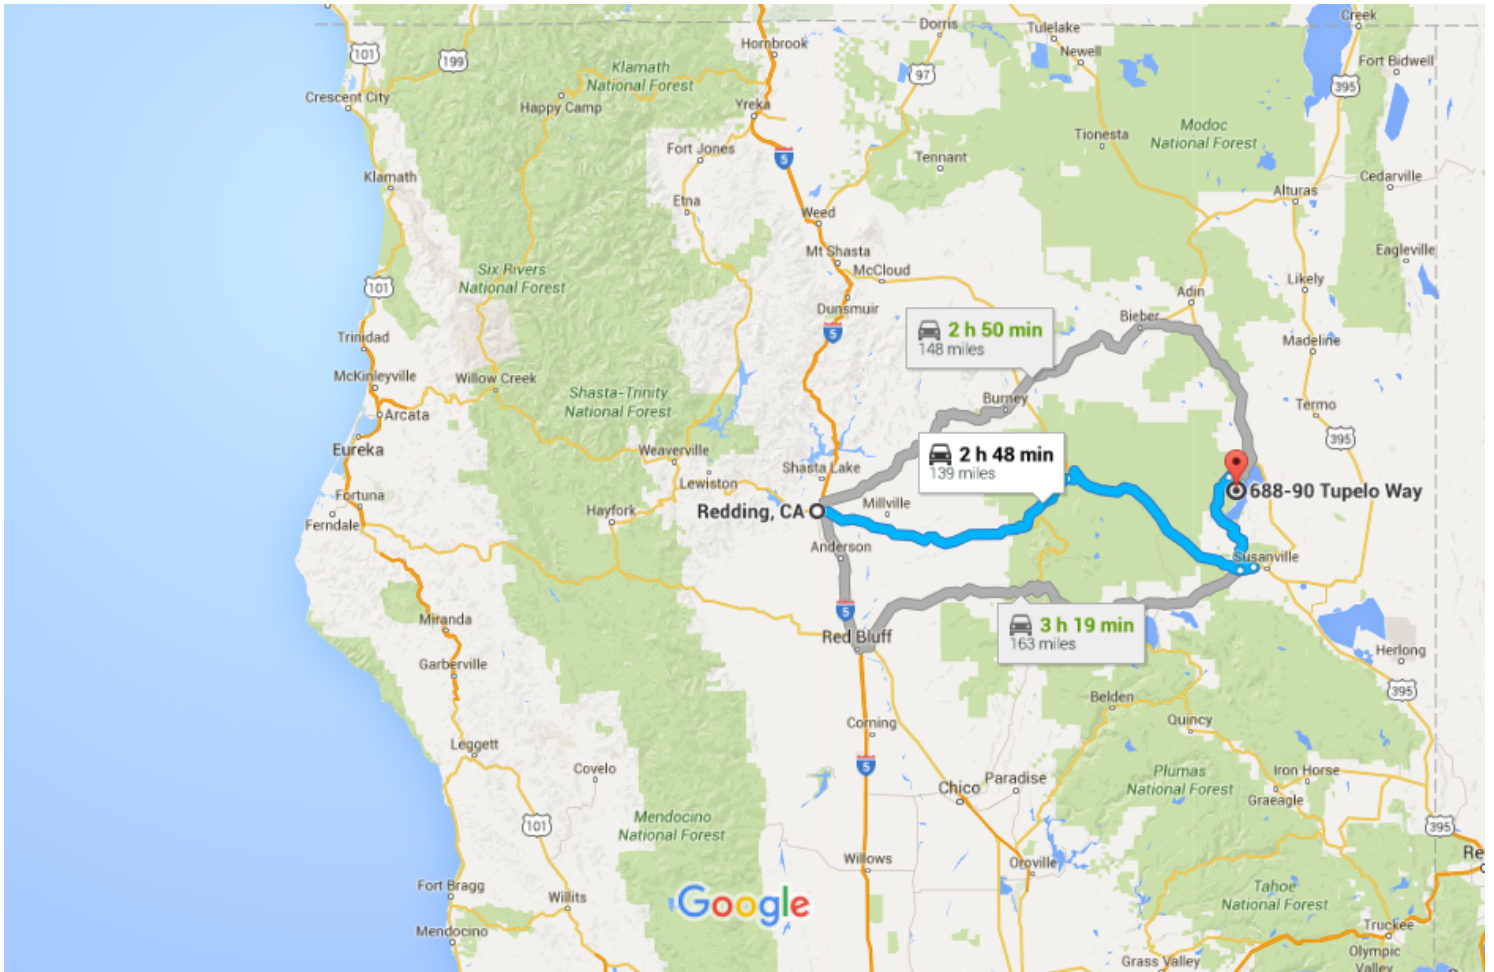 Creek
Dorris
Tulelake
Hornbrook
Newell
101
199
Klamath
National Forest
97
Fort Bidwell
395
Crescent City
Happy Camp
Yreka
Modoc
National Forest
Tionesta
Fort Jones
5
Tennant
Klamath
Cedarville
Alturas
Etna
Weed
Mt Shasta
McCloud
Eagleville
Six Rivers
National Forest
101
Likely
Adin
Dunsmuir
5
Bieber
2 h 50 min
148 miles
Trinidad
Madeline
McKinleyville
Willow Creek
Shasta-Trinity
National Forest
Burney
Termo
Arcata
395
Eureka
Weaverville
2 h 48 min
139 miles
Shasta Lake
Lewiston
Fortuna
688-90 Tupelo Way
Redding, CA
Millville
Hayfork
Ferndale
Anderson
Susanville
5
Miranda
3 h 19 min
163 miles
Red Bluff
Garberville
Herlong
395
Belden
Corning
Quincy
Leggett
5
Covelo
Chico
Paradise
Plumas
National Forest
Iron Horse
Graeagle
Mendocino
National Forest
101
395
Willows
Oroville
Re
Fort Bragg
Willits
Google
Tahoe
National Forest
Mendocino
Truckee
Olympic
Valley
Grass Valley